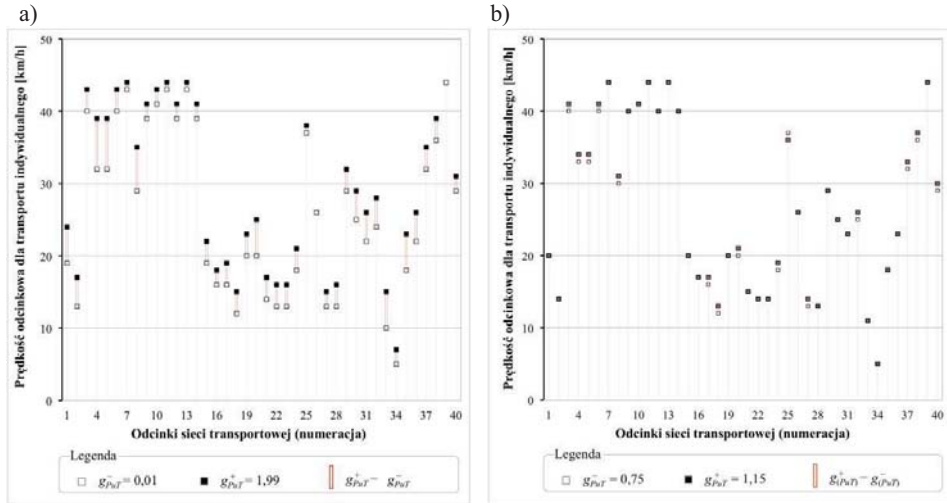 a)
Prędkość odcinkowa dla transportu indywidualnego [km/h]
50
40
30
20
10
0
1 4 7 10 13 16 19 22 25 28 31 34 37 40
Odcinki sieci transportowej (numeracja)
Legenda
g⁻PuT = 0,01 g⁺PuT = 1,99 g⁺PuT − g⁻PuT
b)
Prędkość odcinkowa dla transportu indywidualnego [km/h]
50
40
30
20
10
0
1 4 7 10 13 16 19 22 25 28 31 34 37 40
Odcinki sieci transportowej (numeracja)
Legenda
g⁻PuT = 0,75 g⁺PuT = 1,15 g⁺(PuT) − g⁻(PuT)